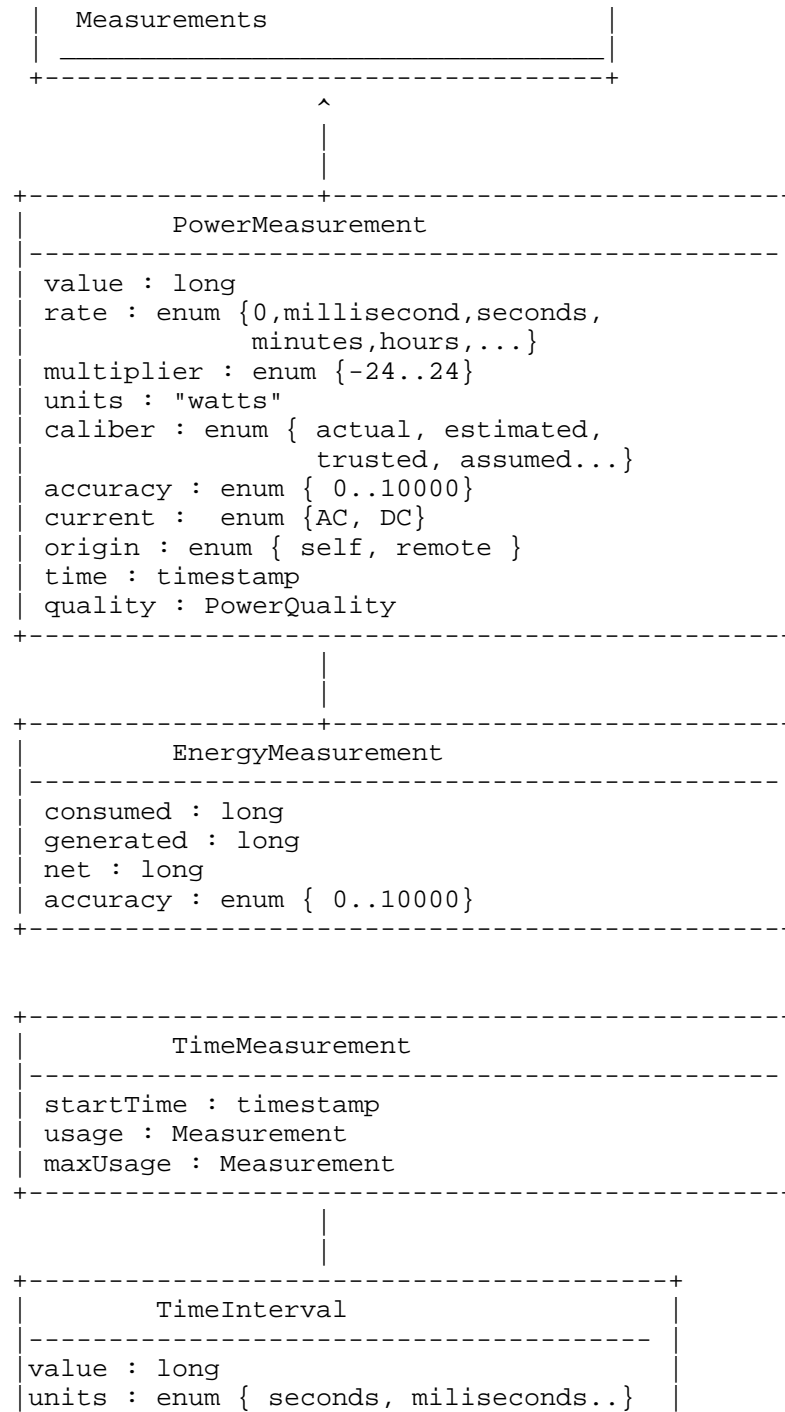 Measurements
PowerMeasurement
value : long
rate : enum {0,millisecond,seconds,
minutes,hours,...}
multiplier : enum {-24..24}
units : "watts"
caliber : enum { actual, estimated,
trusted, assumed...}
accuracy : enum { 0..10000}
current :  enum {AC, DC}
origin : enum { self, remote }
time : timestamp
quality : PowerQuality
EnergyMeasurement
consumed : long
generated : long
net : long
accuracy : enum { 0..10000}
TimeMeasurement
startTime : timestamp
usage : Measurement
maxUsage : Measurement
TimeInterval
value : long
units : enum { seconds, miliseconds..}